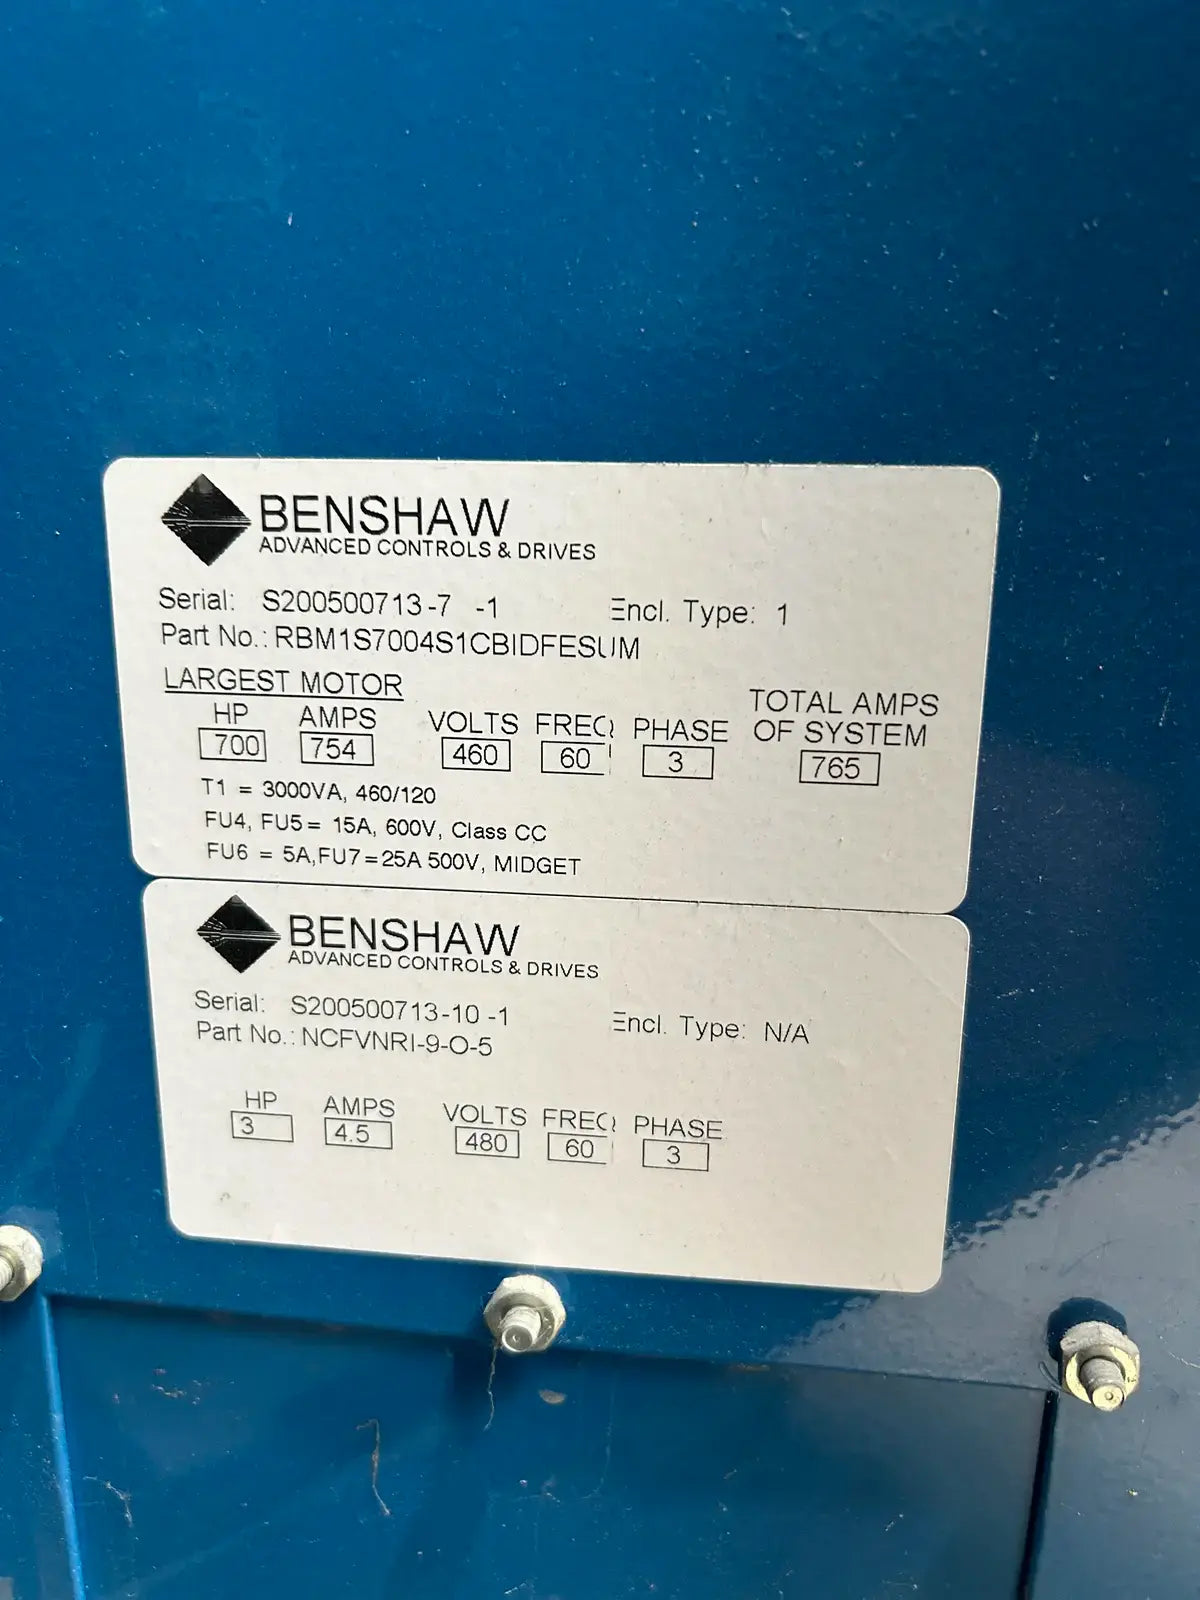 BENSHAW
ADVANCED CONTROLS & DRIVES
Serial: S200500713-7 -1 Encl. Type: 1
Part No.: RBM1S7004S1CBIDFESUM
LARGEST MOTOR
HP AMPS VOLTS FREQ PHASE TOTAL AMPS OF SYSTEM
700 754 460 60 3 765
T1 = 3000VA, 460/120
FU4, FU5 = 15A, 600V, Class CC
FU6 = 5A, FU7=25A 500V, MIDGET
BENSHAW
ADVANCED CONTROLS & DRIVES
Serial: S200500713-10 -1 Encl. Type: N/A
Part No.: NCFVNRI-9-O-5
HP AMPS VOLTS FREQ PHASE
3 4.5 480 60 3